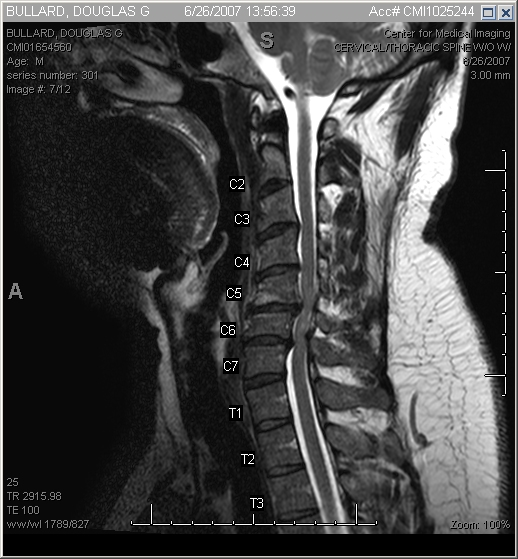 BULLARD, DOUGLAS G 6/26/2007 13:56:39 Acc# CMI1025244
BULLARD, DOUGLAS G
CMI01654560
Age: M
series number: 301
Image #: 7/12
S
Center for Medical Imaging
CERVICAL/THORACIC SPINE W/O W/
6/26/2007
3.00 mm
C2
C3
C4
A
C5
C6
C7
T1
T2
T3
25
TR 2915.98
TE 100
ww/wl 1789/827
Zoom: 100%